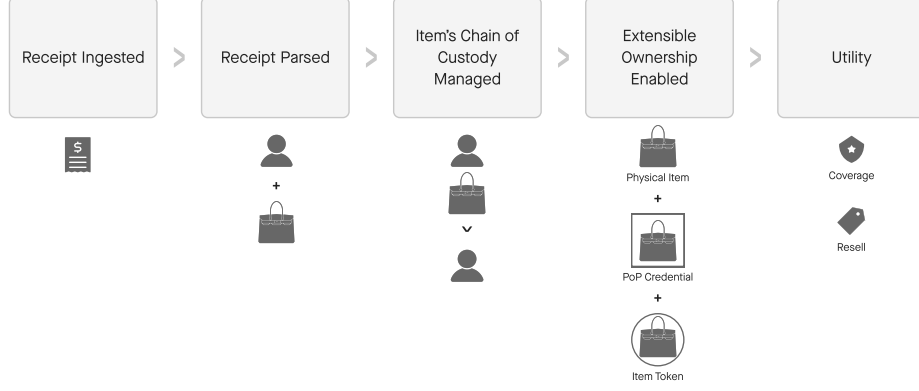 Receipt Ingested
>
Receipt Parsed
>
Item's Chain of
Custody
Managed
>
Extensible
Ownership
Enabled
>
Utility
$
+
+
Physical Item
+
PoP Credential
+
Item Token
Coverage
Resell